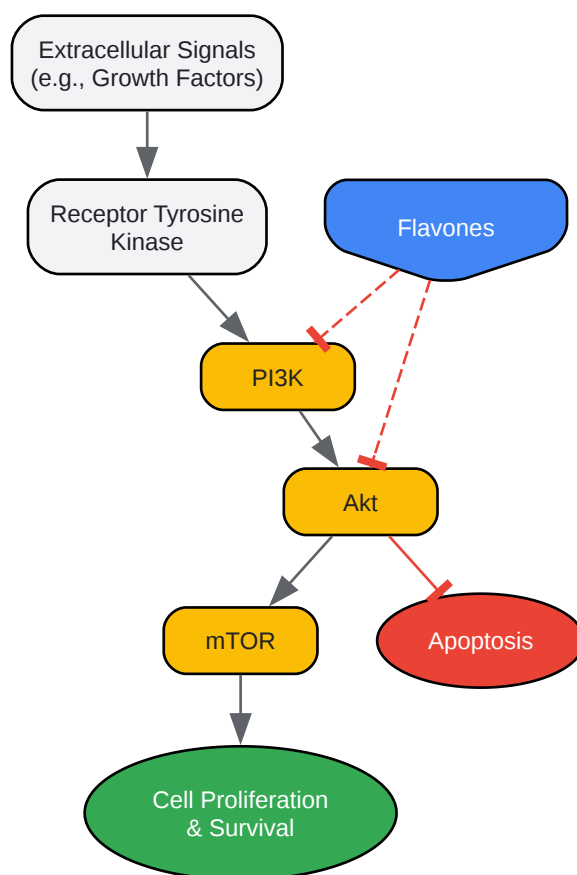 Extracellular Signals
(e.g., Growth Factors)
Receptor Tyrosine
Kinase
Flavones
PI3K
Akt
mTOR
Apoptosis
Cell Proliferation
& Survival